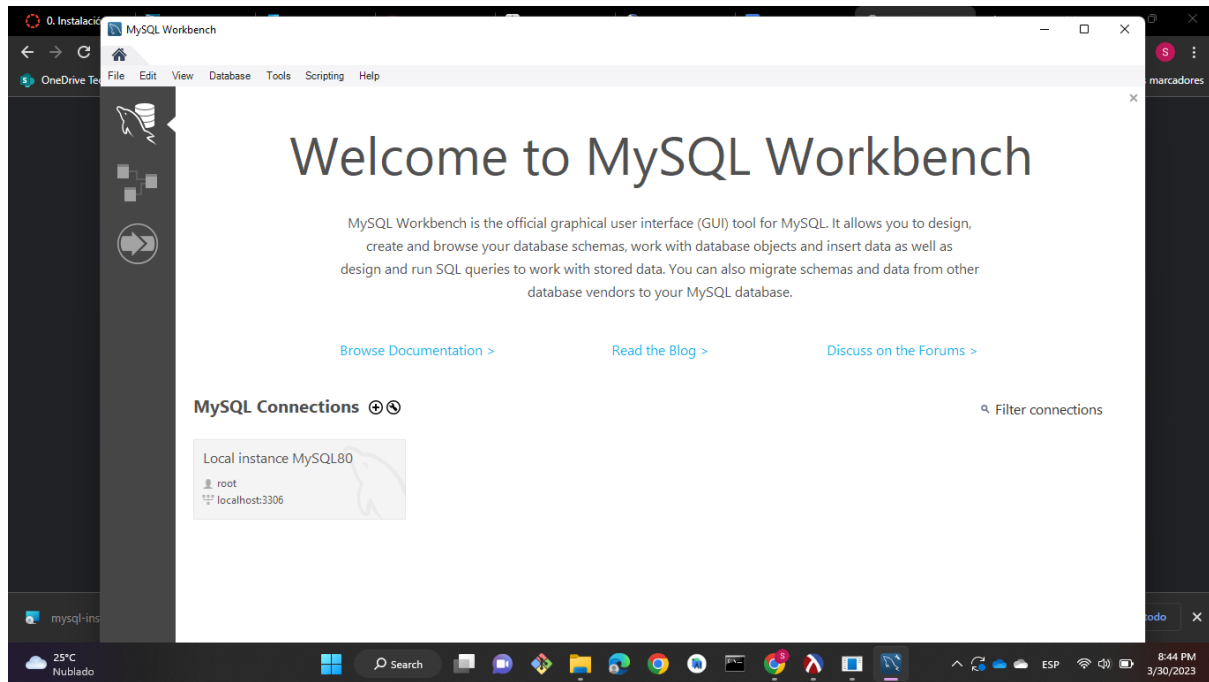 0. Instalació
MySQL Workbench
OneDrive Te
File Edit View Database Tools Scripting Help
S
marcadores
Welcome to MySQL Workbench
MySQL Workbench is the official graphical user interface (GUI) tool for MySQL. It allows you to design,
create and browse your database schemas, work with database objects and insert data as well as
design and run SQL queries to work with stored data. You can also migrate schemas and data from other
database vendors to your MySQL database.
Browse Documentation >
Read the Blog >
Discuss on the Forums >
MySQL Connections
Filter connections
Local instance MySQL80
root
localhost:3306
mysql-ins
todo
25°C
Nublado
Search
ESP
8:44 PM
3/30/2023